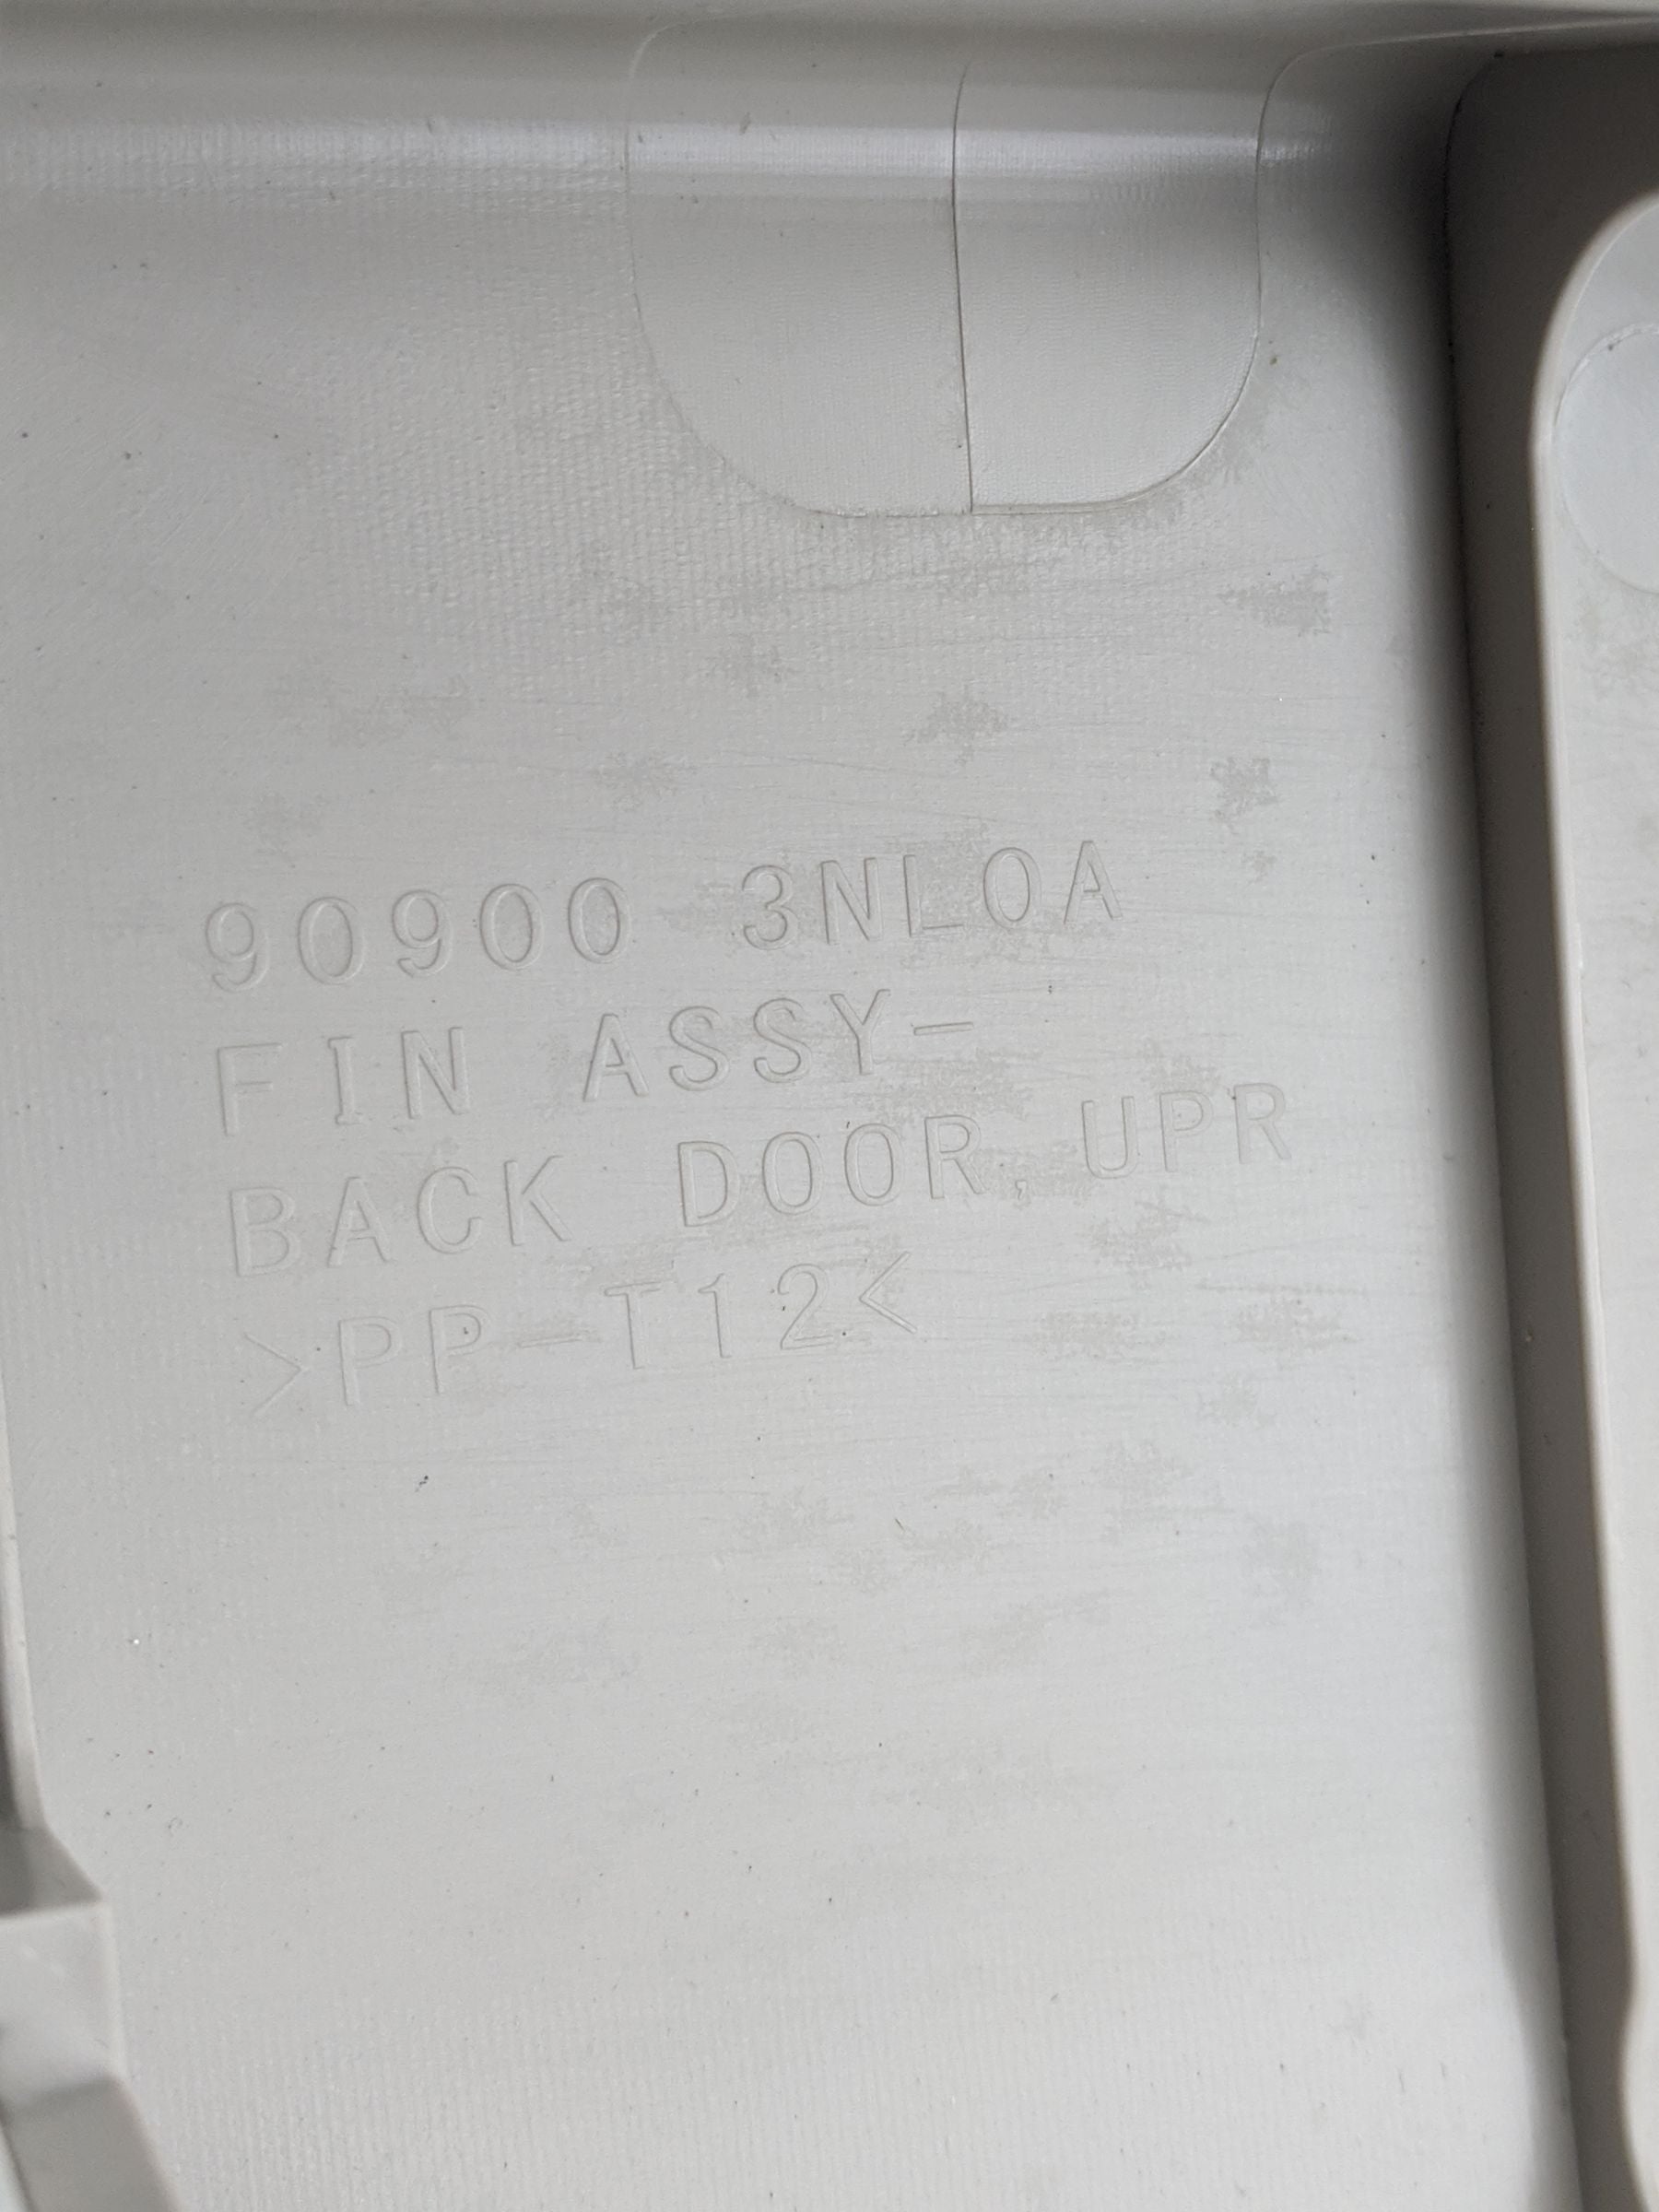 90900 3NL0A
FIN ASSY-
BACK DOOR,UPR
>PP-T12<